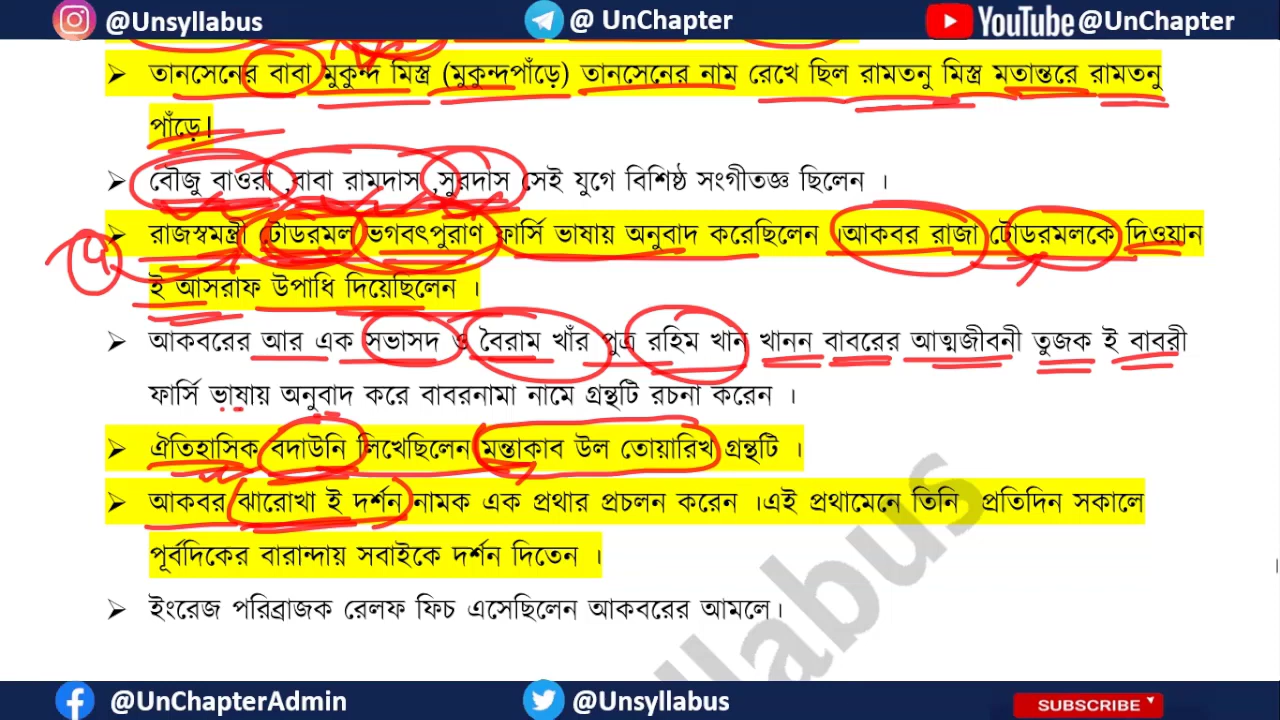 @Unsyllabus @ UnChapter YouTube @UnChapter
➢ তানসেনের বাবা মুকুন্দ মিস্ত্র (মুকুন্দপাঁড়ে) তানসেনের নাম রেখে ছিল রামতনু মিস্ত্র মতান্তরে রামতনু
পাঁড়ে।
➢ বৌজু বাওরা ,বাবা রামদাস ,সুরদাস সেই যুগে বিশিষ্ঠ সংগীতজ্ঞ ছিলেন ।
➢ রাজস্বমন্ত্রী টোডরমল ভগবৎপুরাণ ফার্সি ভাষায় অনুবাদ করেছিলেন ।আকবর রাজা টোডরমলকে দিওয়ান
ই আসরাফ উপাধি দিয়েছিলেন ।
➢ আকবরের আর এক সভাসদ ও বৈরাম খাঁর পুত্র রহিম খান খানন বাবরের আত্মজীবনী তুজক ই বাবরী
ফার্সি ভাষায় অনুবাদ করে বাবরনামা নামে গ্রন্থটি রচনা করেন ।
➢ ঐতিহাসিক বদাউনি লিখেছিলেন মন্তাকাব উল তোয়ারিখ গ্রন্থটি ।
➢ আকবর ঝারোখা ই দর্শন নামক এক প্রথার প্রচলন করেন ।এই প্রথামেনে তিনি প্রতিদিন সকালে
পূর্বদিকের বারান্দায় সবাইকে দর্শন দিতেন ।
➢ ইংরেজ পরিব্রাজক রেলফ ফিচ এসেছিলেন আকবরের আমলে।
@UnChapterAdmin @Unsyllabus SUBSCRIBE